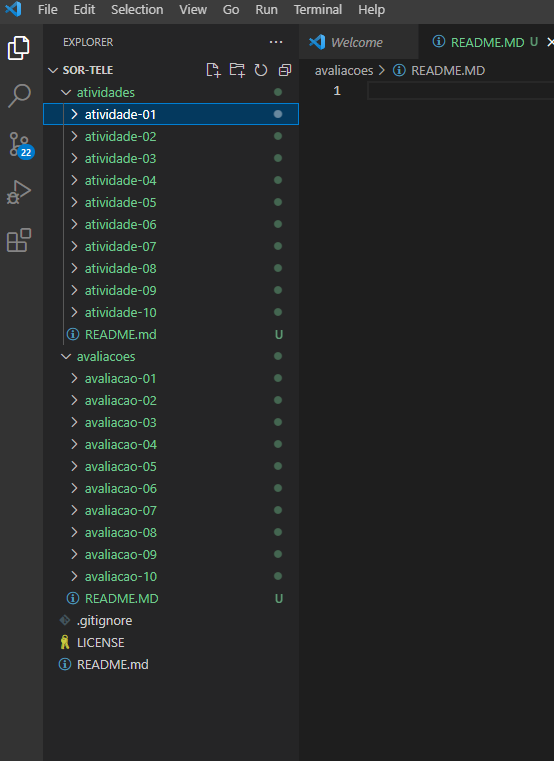 File Edit Selection View Go Run Terminal Help
EXPLORER ...
Welcome
README.MD U
SOR-TELE
avaliacoes > README.MD
1
atividades
atividade-01
atividade-02
22
atividade-03
atividade-04
atividade-05
atividade-06
atividade-07
atividade-08
atividade-09
atividade-10
README.md U
avaliacoes
avaliacao-01
avaliacao-02
avaliacao-03
avaliacao-04
avaliacao-05
avaliacao-06
avaliacao-07
avaliacao-08
avaliacao-09
avaliacao-10
README.MD U
.gitignore
LICENSE
README.md